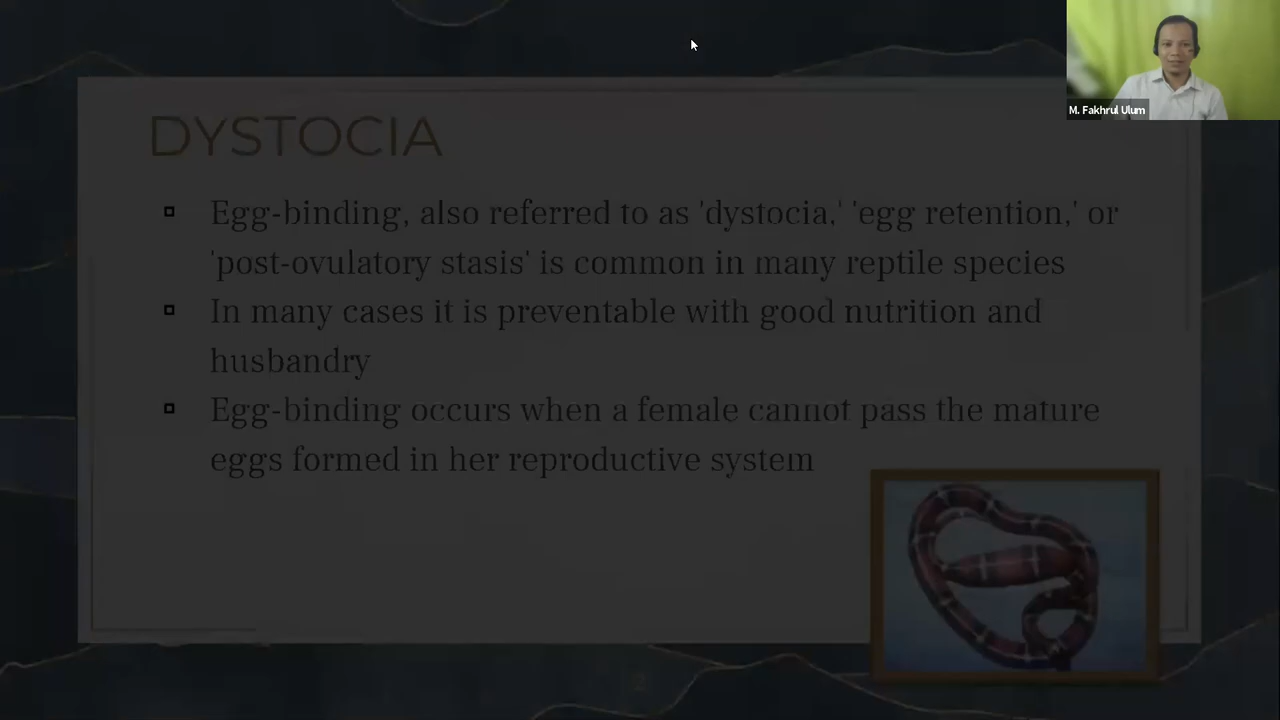 M. Fakhrul Ulum
DYSTOCIA
Egg-binding, also referred to as 'dystocia,' 'egg retention,' or
'post-ovulatory stasis' is common in many reptile species
In many cases it is preventable with good nutrition and
husbandry
Egg-binding occurs when a female cannot pass the mature
eggs formed in her reproductive system